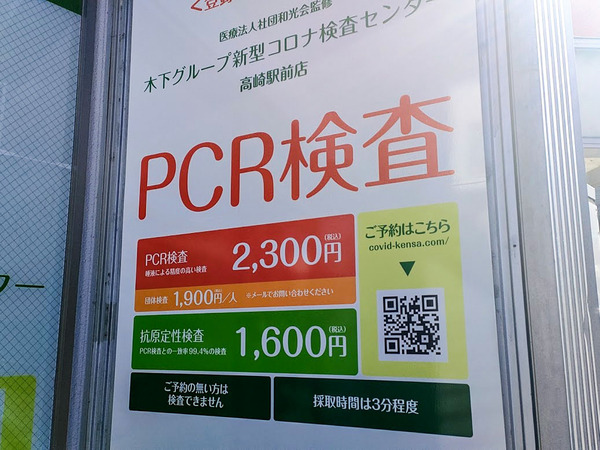 医療法人社団和光会監修
木下グループ新型コロナ検査センター
高崎駅前店
PCR検査
PCR検査
唾液による精度の高い検査
2,300円
(税込)
団体検査 1,900円/人
(税込)
※メールでお問い合わせください
抗原定性検査
PCR検査との一致率99.4%の検査
1,600円
(税込)
ご予約はこちら
covid-kensa.com/
▼
ご予約の無い方は
検査できません
採取時間は3分程度
ター